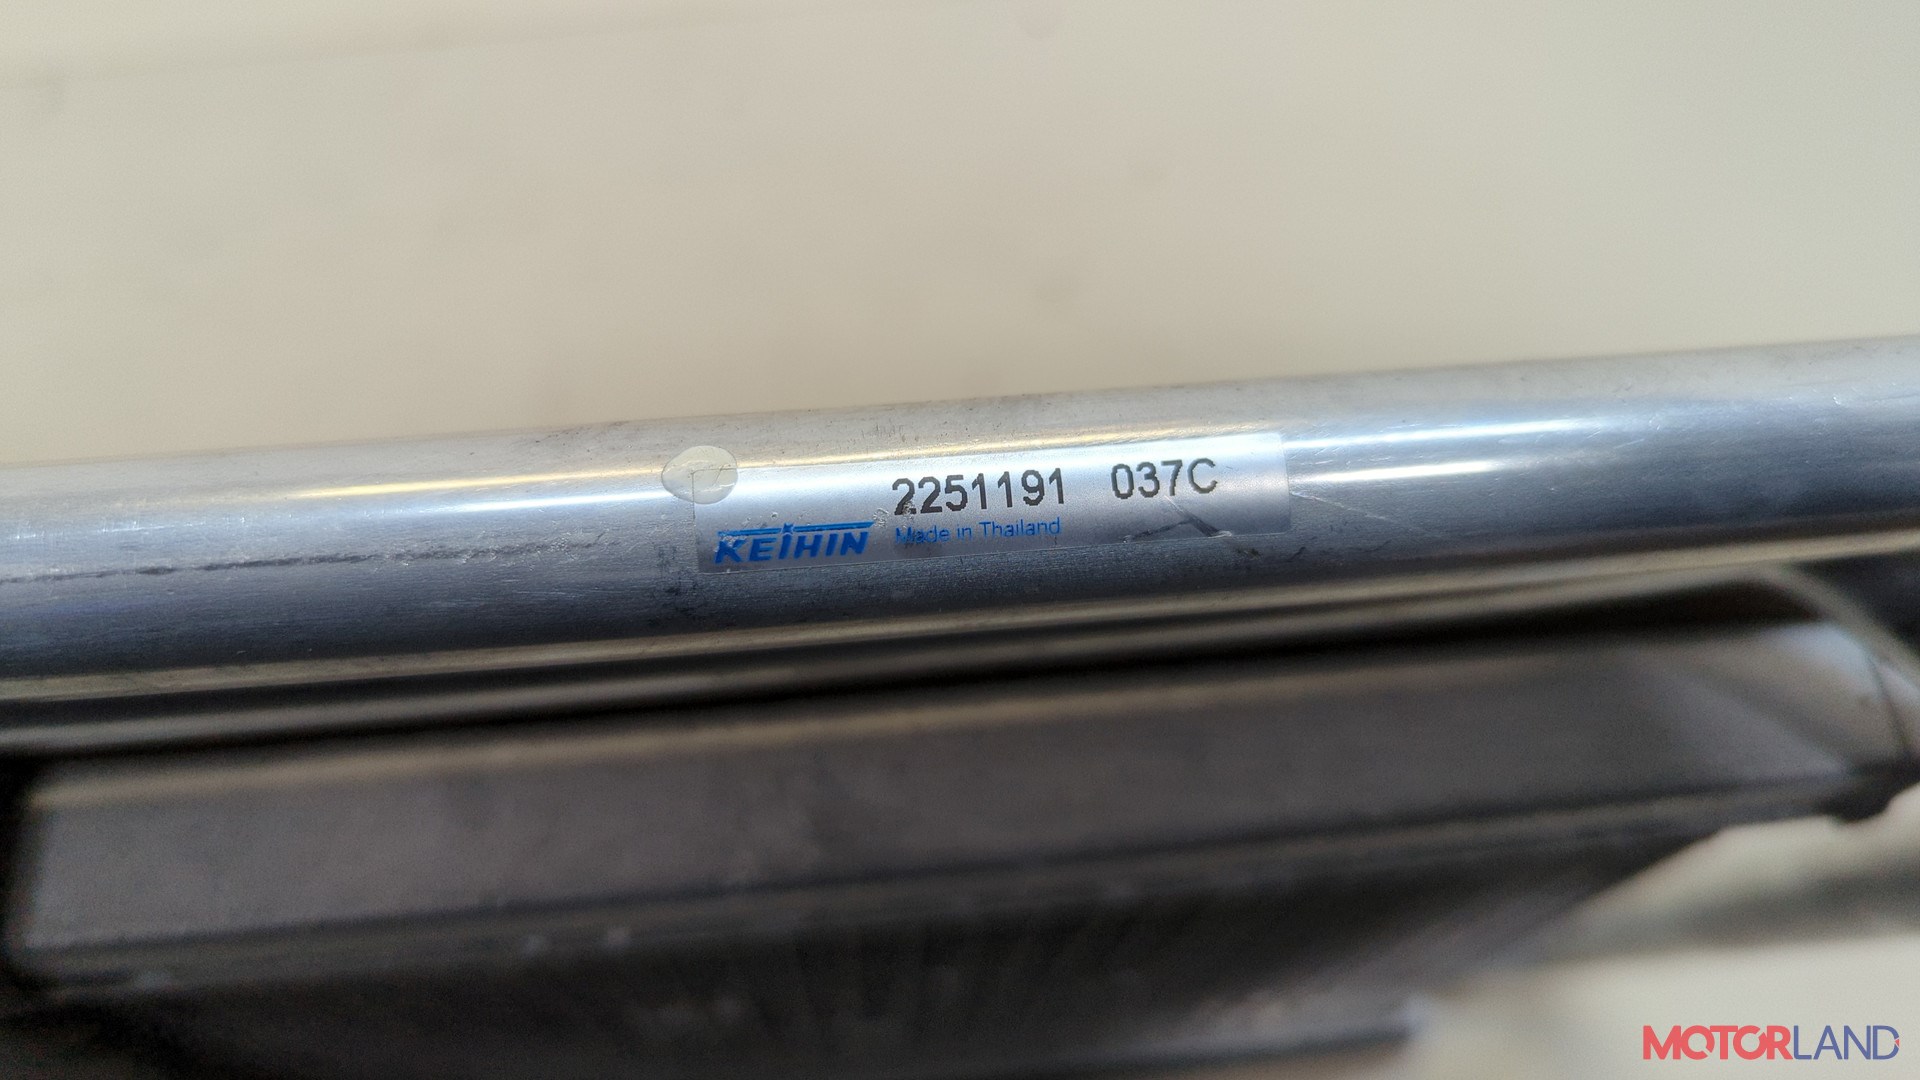 2251191 037C
KEIHIN Made in Thailand
MOTORLAND